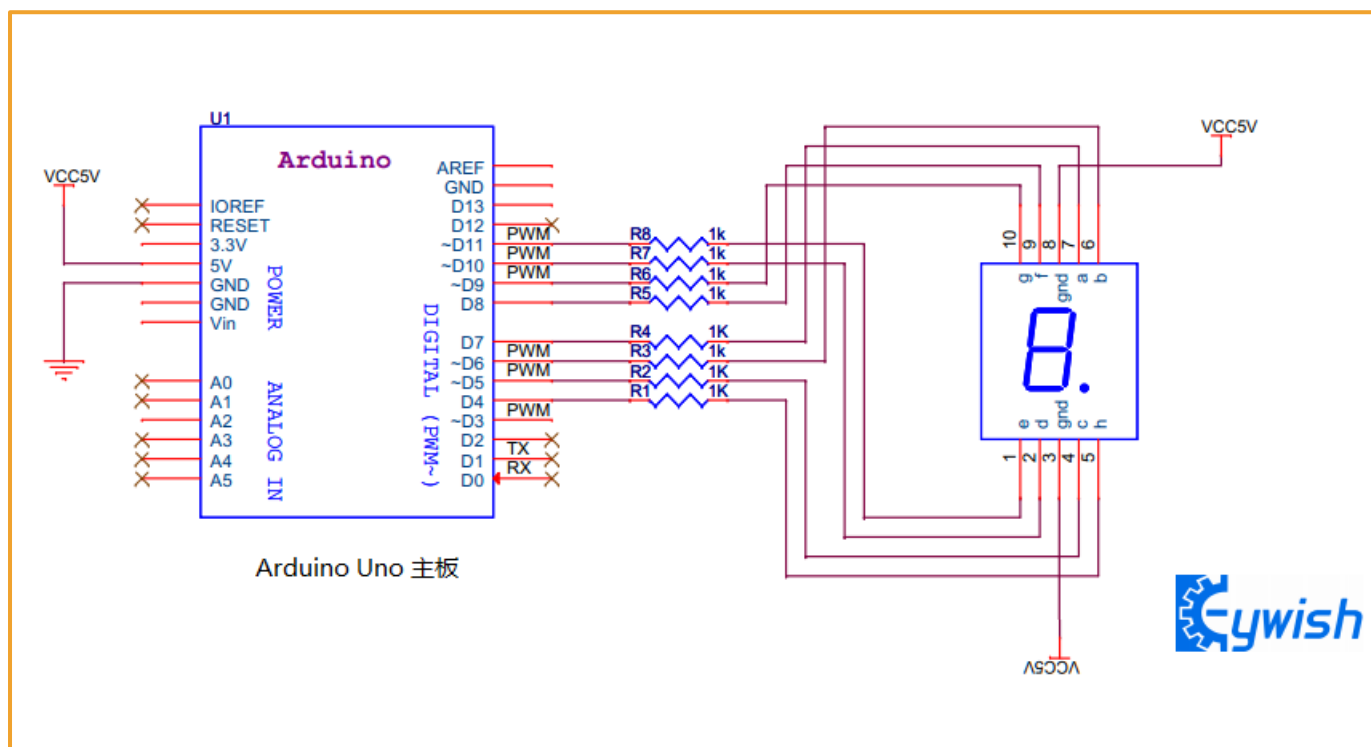 U1
Arduino
VCC5V
IOREF
RESET
3.3V
5V
GND
GND
Vin
POWER
A0
A1
A2
A3
A4
A5
ANALOG IN
AREF
GND
D13
D12
~D11 PWM
~D10 PWM
~D9 PWM
D8
D7
~D6 PWM
~D5 PWM
D4
~D3 PWM
D2
D1 TX
D0 RX
DIGITAL (PWM~)
R8 1k
R7 1k
R6 1k
R5 1k
R4 1K
R3 1k
R2 1K
R1 1K
VCC5V
10 9 8 7 6
g f gnd a b
e d gnd c h
1 2 3 4 5
VCC5V
Arduino Uno 主板
eywish